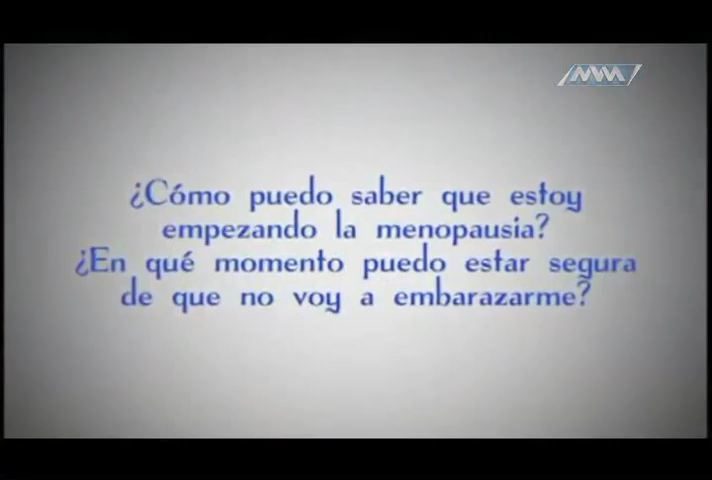 MVM
¿Cómo puedo saber que estoy
empezando la menopausia?
¿En qué momento puedo estar segura
de que no voy a embarazarme?